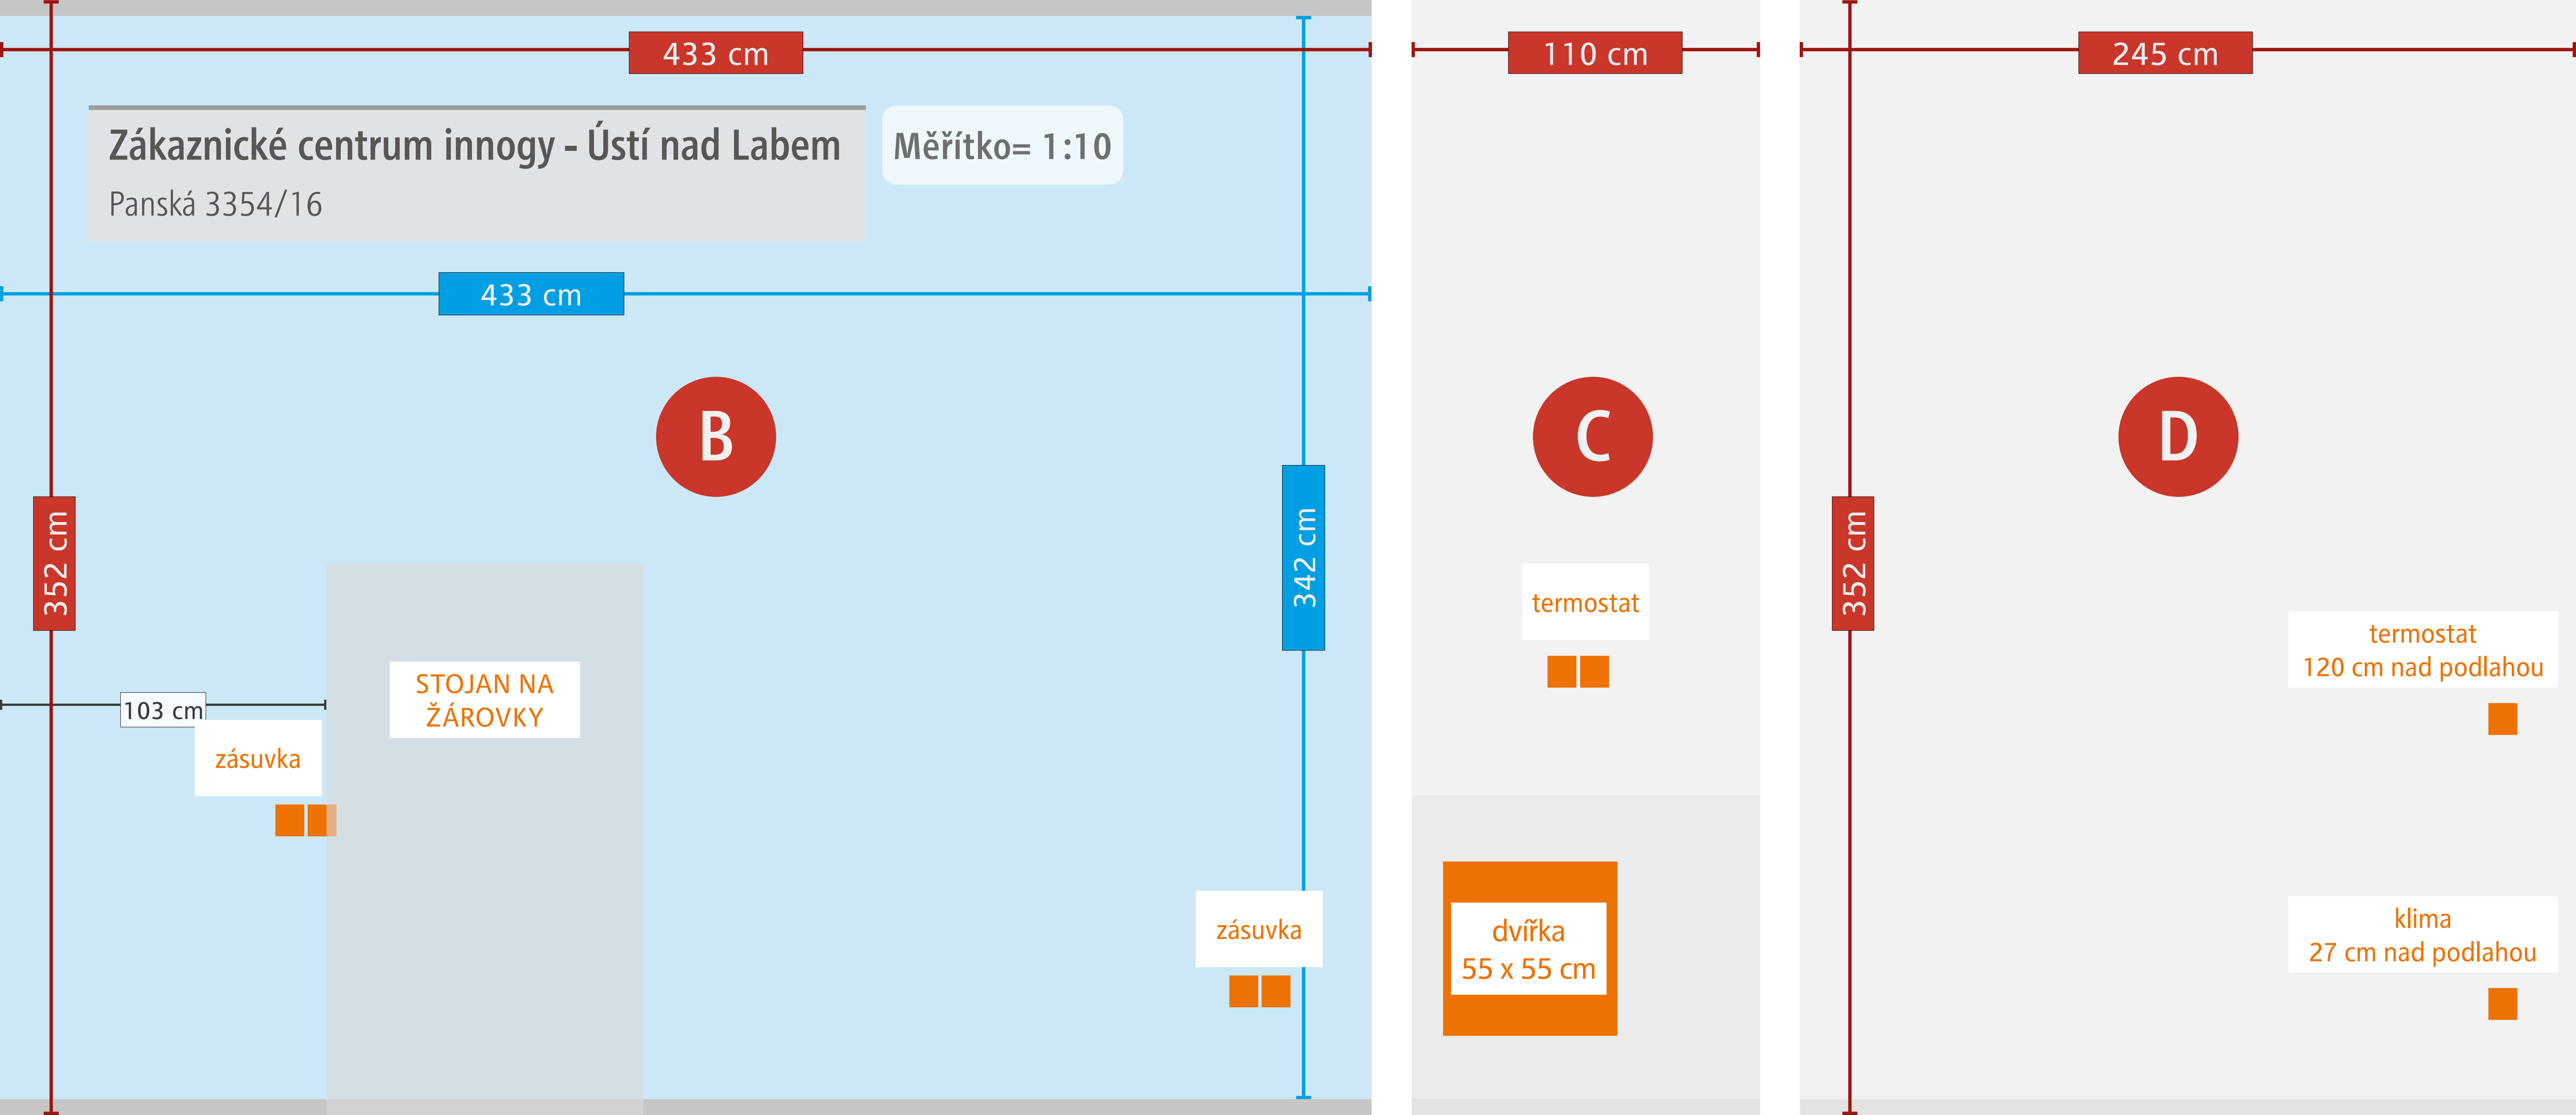 433 cm
110 cm
245 cm
Zákaznické centrum innogy - Ústí nad Labem
Panská 3354/16
Měřítko= 1:10
433 cm
B
C
D
352 cm
342 cm
352 cm
termostat
termostat
120 cm nad podlahou
STOJAN NA
ŽÁROVKY
103 cm
zásuvka
zásuvka
dvířka
55 x 55 cm
klima
27 cm nad podlahou